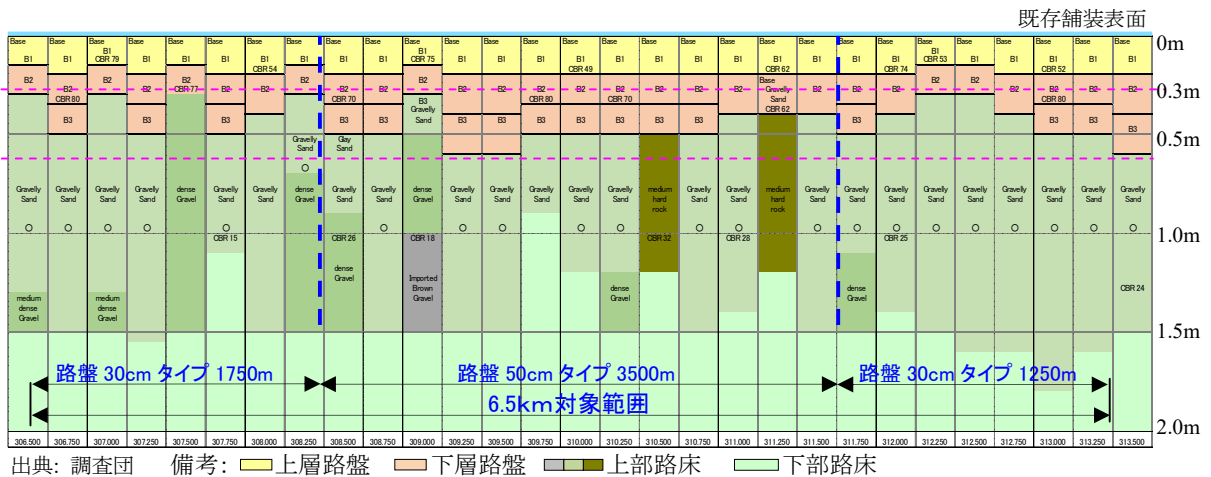 既存舗装表面
0m
Base Base Base Base Base Base Base Base Base Base Base Base Base Base Base Base Base Base Base Base Base Base Base Base Base Base Base Base Base
B1 B1 B1
B1 B1 CBR 79 B1 B1 B1 B1 B1 B1 B1 CBR 75 B1 B1 B1 B1 B1 B1 B1 B1 B1 B1 B1 B1 CBR 53 B1 B1 B1 B1 B1
CBR 54 CBR 49 CBR 62 CBR 74 CBR 52
B2 B2 B2 B2 B2 B2 B2 Base B2 B2
B2 B2 CBR 77 B2 B2 B2 B2 B2 B2 B2 B2 B2 B2 B2 B2 Gravelly Sand B2 B2 B2 B2 B2 B2
0.3m
CBR 80 CBR 70 B3 Gravelly Sand CBR 80 CBR 70 CBR 62 CBR 80
B3 B3 B3 B3 B3 B3 B3 B3 B3 B3 B3 B3 B3 B3 B3 B3
0.5m
Gravelly Sand Clay Sand
Gravelly Sand Gravelly Sand Gravelly Sand Gravelly Sand dense Gravel Gravelly Sand Gravelly Sand dense Gravel Gravelly Sand Gravelly Sand dense Gravel Gravelly Sand Gravelly Sand Gravelly Sand Gravelly Sand Gravelly Sand medium hard rock Gravelly Sand Gravelly Sand medium hard rock Gravelly Sand Gravelly Sand Gravelly Sand Gravelly Sand Gravelly Sand Gravelly Sand Gravelly Sand Gravelly Sand Gravelly Sand
CBR 15 CBR 26 CBR 18 CBR 32 CBR 28 CBR 25
1.0m
medium dense Gravel medium dense Gravel dense Gravel Imported Brown Gravel dense Gravel dense Gravel CBR 24
1.5m
路盤 30cm タイプ 1750m 路盤 50cm タイプ 3500m 路盤 30cm タイプ 1250m
6.5km対象範囲
2.0m
306.500 306.750 307.000 307.250 307.500 307.750 308.000 308.250 308.500 308.750 309.000 309.250 309.500 309.750 310.000 310.250 310.500 310.750 311.000 311.250 311.500 311.750 312.000 312.250 312.500 312.750 313.000 313.250 313.500
出典: 調査団 備考: 上層路盤 下層路盤 上部路床 下部路床